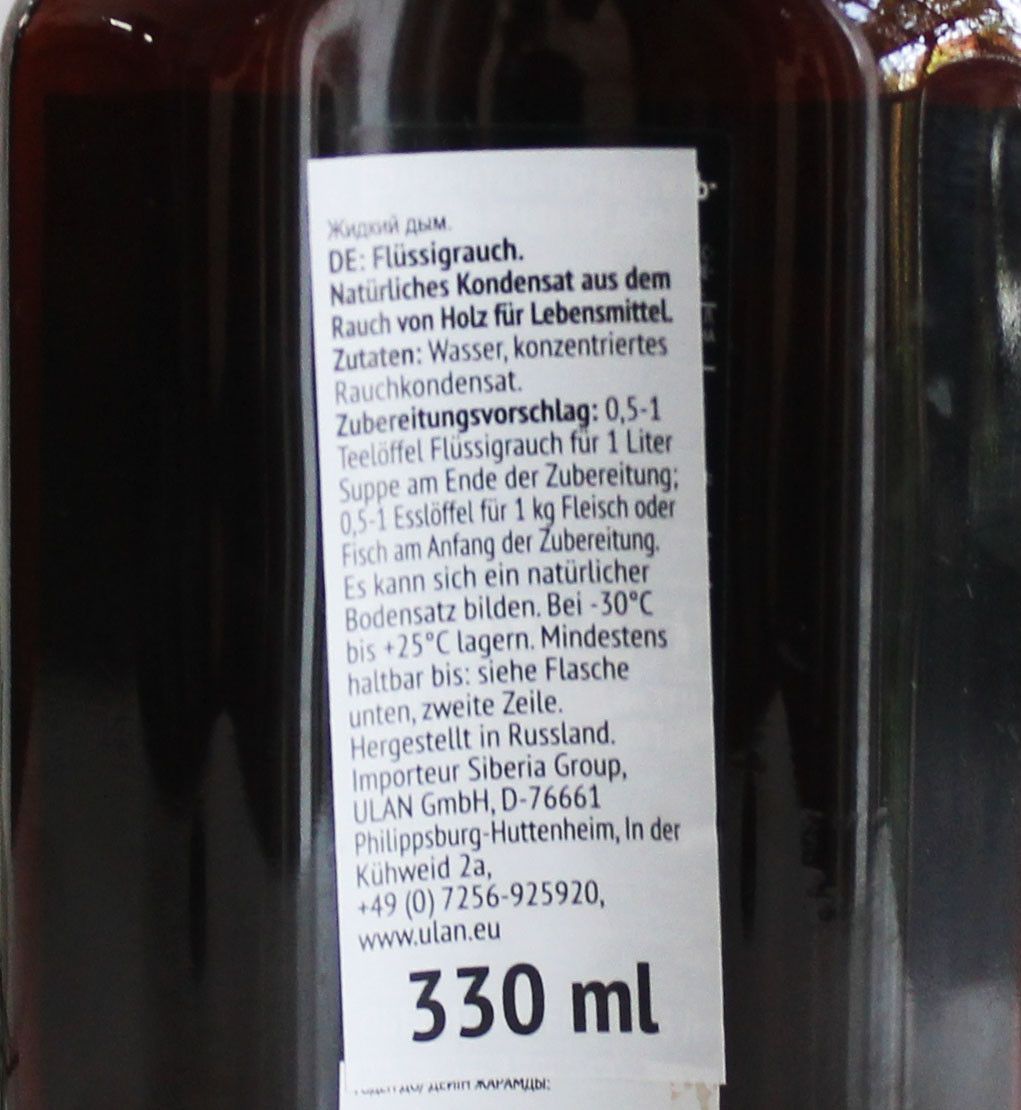 Жидкий дым.
DE: Flüssigrauch.
Natürliches Kondensat aus dem
Rauch von Holz für Lebensmittel.
Zutaten: Wasser, konzentriertes
Rauchkondensat.
Zubereitungsvorschlag: 0,5-1
Teelöffel Flüssigrauch für 1 Liter
Suppe am Ende der Zubereitung;
0,5-1 Esslöffel für 1 kg Fleisch oder
Fisch am Anfang der Zubereitung.
Es kann sich ein natürlicher
Bodensatz bilden. Bei -30°C
bis +25°C lagern. Mindestens
haltbar bis: siehe Flasche
unten, zweite Zeile.
Hergestellt in Russland.
Importeur Siberia Group,
ULAN GmbH, D-76661
Philippsburg-Huttenheim, In der
Kühweid 2a,
+49 (0) 7256-925920,
www.ulan.eu
330 ml
ЖАРАМДЫ: